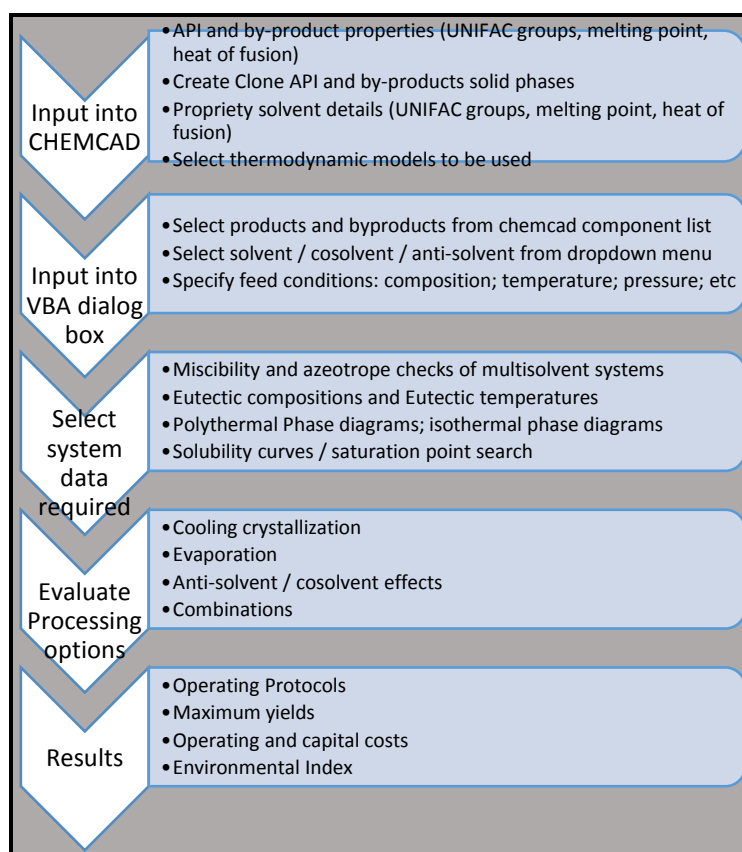 Input into
CHEMCAD
•API and by-product properties (UNIFAC groups, melting point,
heat of fusion)
•Create Clone API and by-products solid phases
•Propriety solvent details (UNIFAC groups, melting point, heat of
fusion)
•Select thermodynamic models to be used
Input into
VBA dialog
box
•Select products and byproducts from chemcad component list
•Select solvent / cosolvent / anti-solvent from dropdown menu
•Specify feed conditions: composition; temperature; pressure; etc
Select
system
data
required
•Miscibility and azeotrope checks of multisolvent systems
•Eutectic compositions and Eutectic temperatures
•Polythermal Phase diagrams; isothermal phase diagrams
•Solubility curves / saturation point search
Evaluate
Processing
options
•Cooling crystallization
•Evaporation
•Anti-solvent / cosolvent effects
•Combinations
Results
•Operating Protocols
•Maximum yields
•Operating and capital costs
•Environmental Index